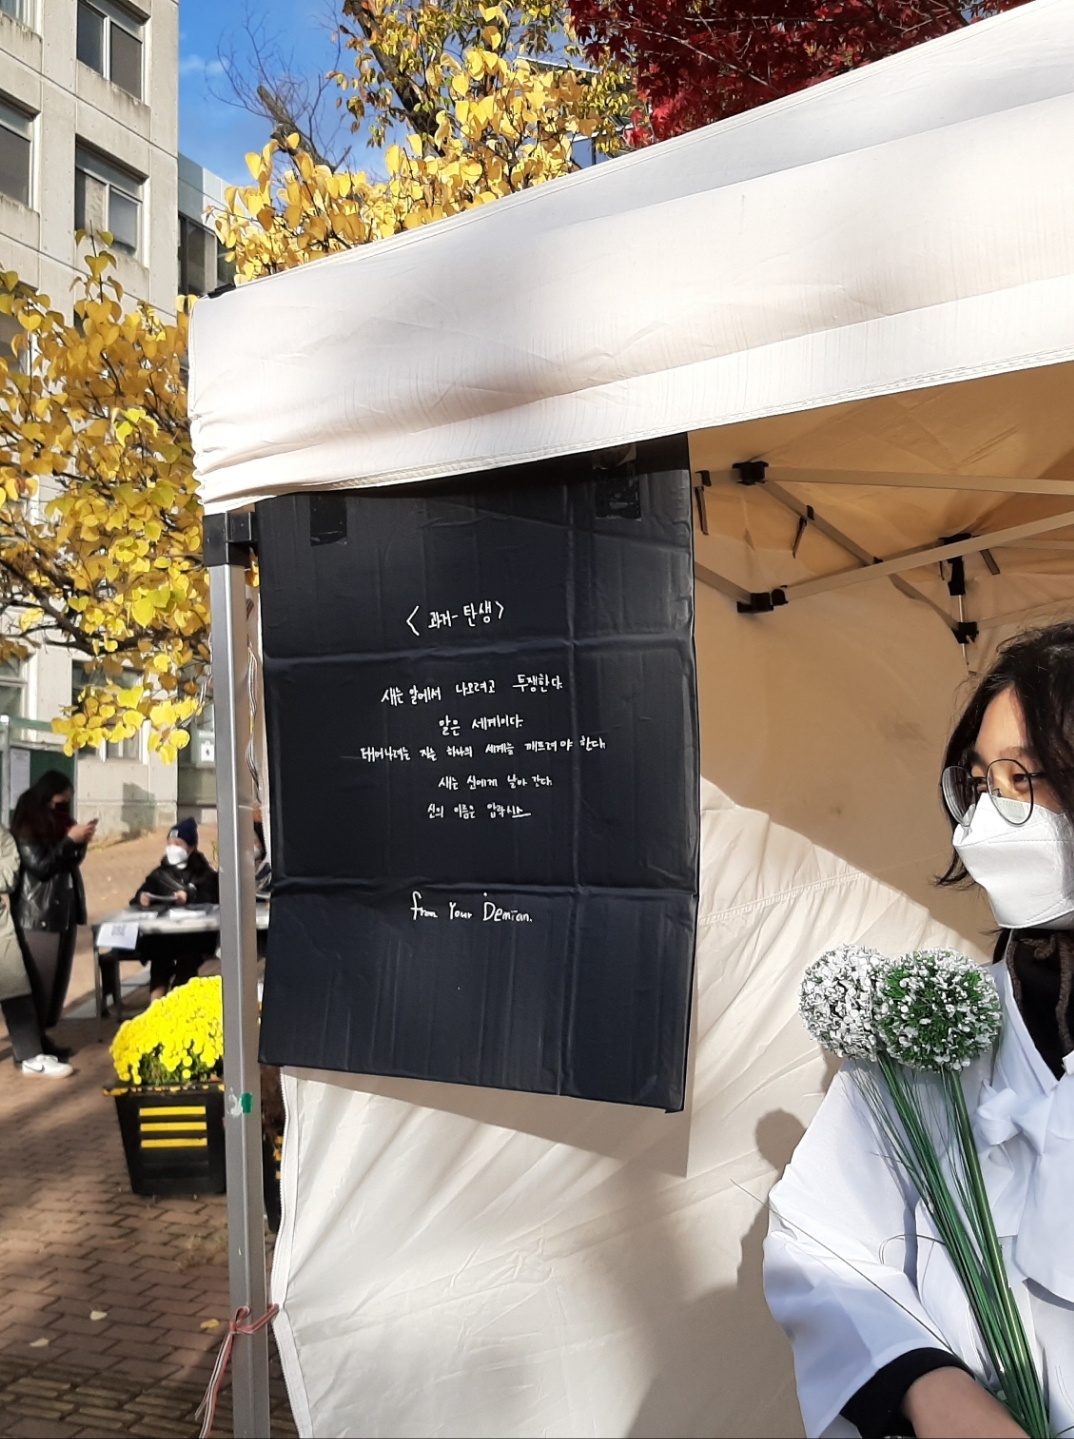 <과거-탄생>
새는 알에서 나오려고 투쟁한다.
알은 세계이다.
태어나려는 자는 하나의 세계를 깨트려야 한다.
새는 신에게 날아 간다.
신의 이름은 압락사스
from Your Demian.